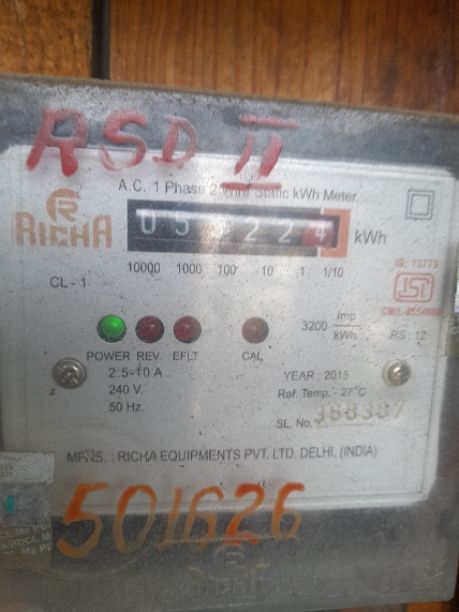 RSD II
A.C. 1 Phase 2 Wire Static kWh Meter
RICHA
kWh
10000 1000 100 10 1 1/10
IS: 13779
CL - 1
ISI
3200 Imp/kWh
RS: 12
POWER REV. EFLT CAL
2.5-10 A
240 V.
50 Hz.
YEAR : 2015
Ref. Temp. - 27°C
SL. No.
MFRS. : RICHA EQUIPMENTS PVT. LTD. DELHI. (INDIA)
501626